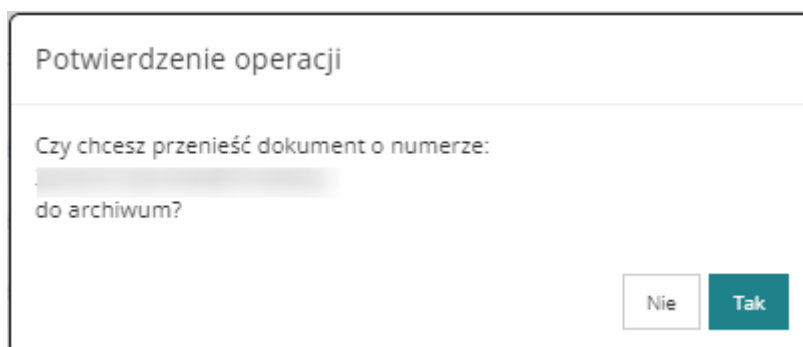 Potwierdzenie operacji
Czy chcesz przenieść dokument o numerze:
do archiwum?
Nie
Tak